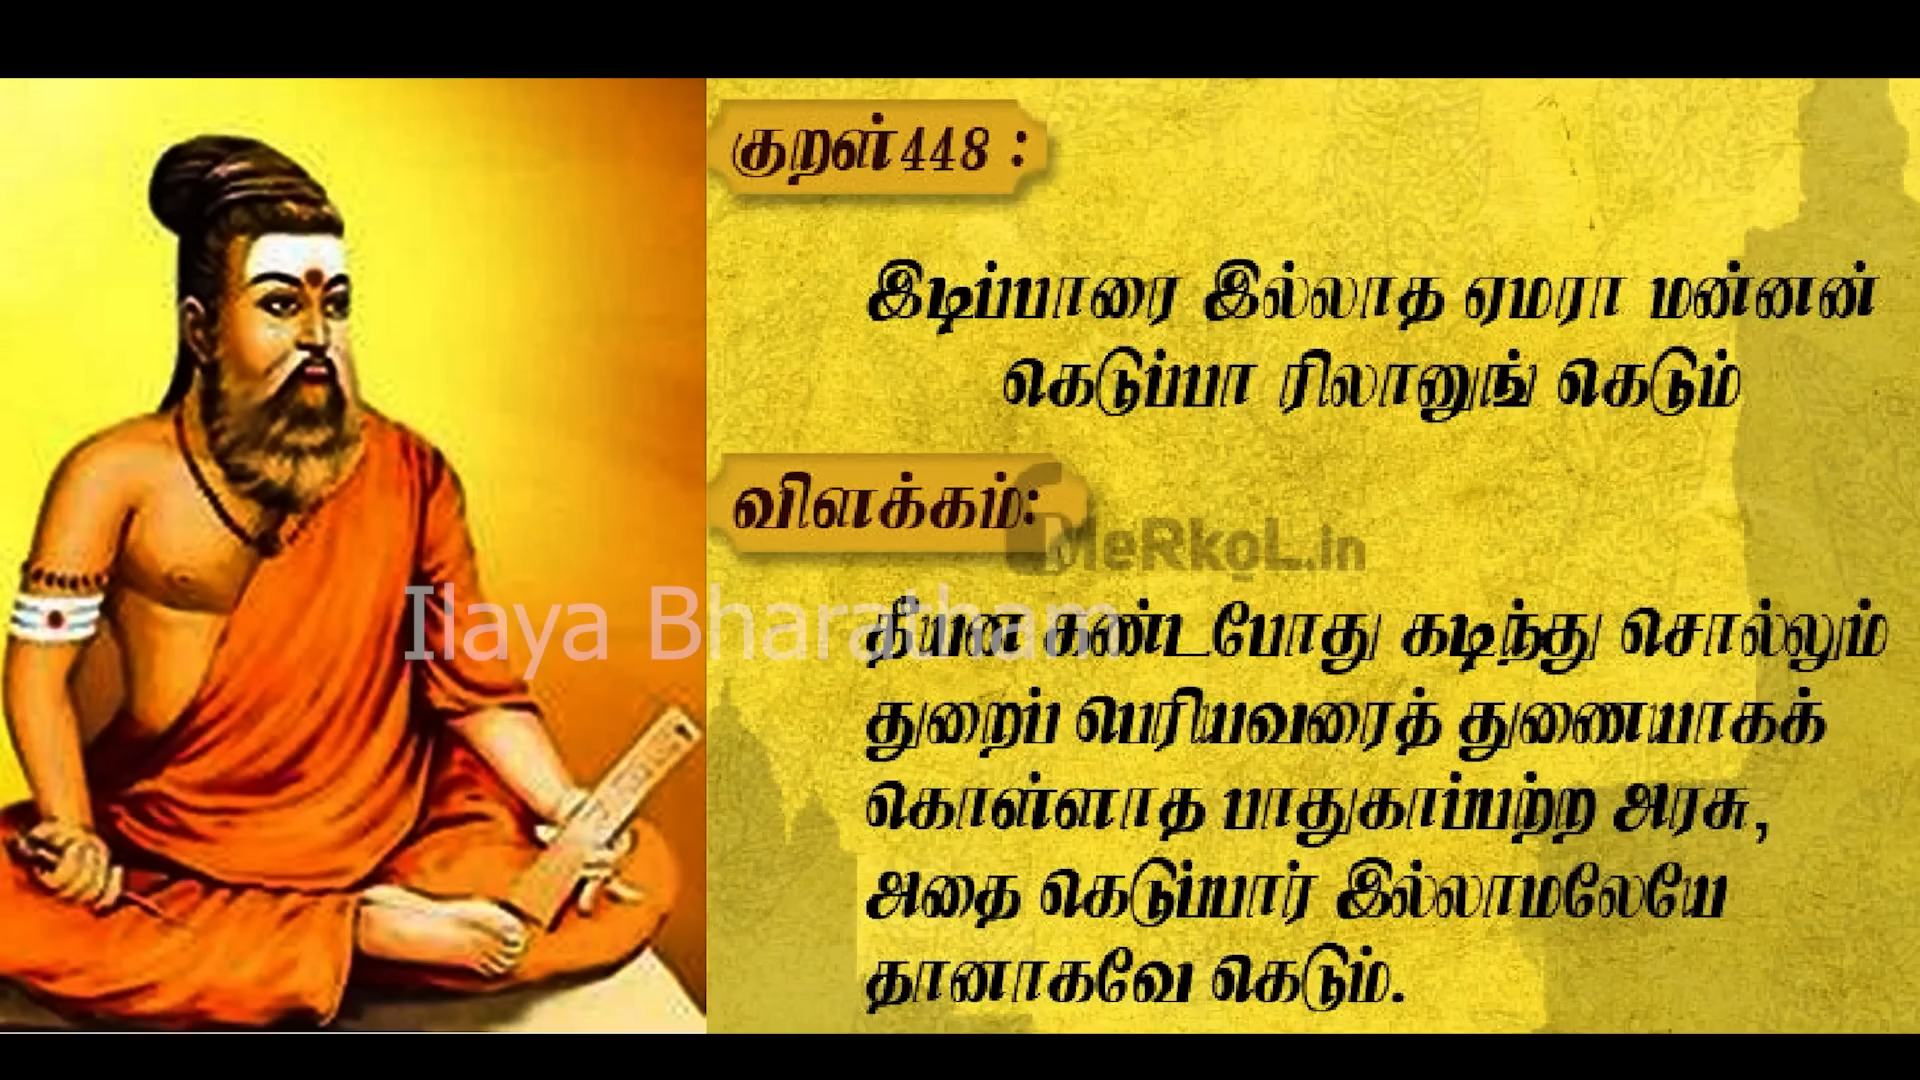 குறள் 448 :
இடிப்பாரை இல்லாத ஏமரா மன்னன்
கெடுப்பா ரிலானுங் கெடும்
விளக்கம்:
MeRkoL.in
Ilaya Bharatham
தீயன கண்டபோது கடிந்து சொல்லும்
துறைப் பெரியவரைத் துணையாகக்
கொள்ளாத பாதுகாப்பற்ற அரசு,
அதை கெடுப்பார் இல்லாமலேயே
தானாகவே கெடும்.